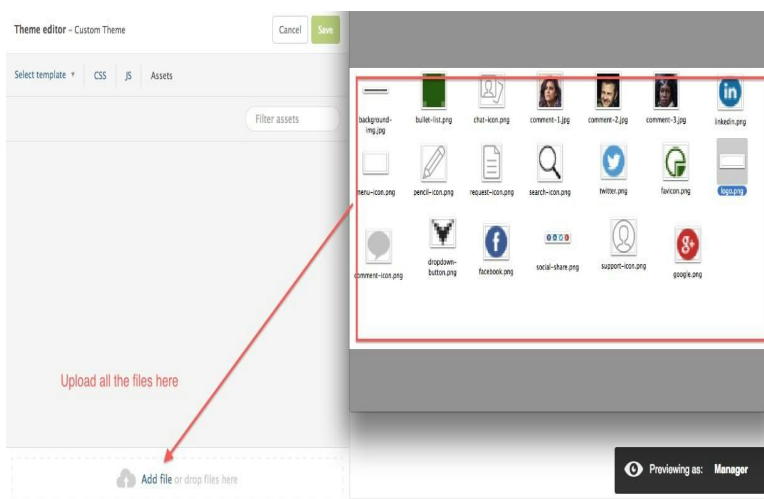 Theme editor – Custom Theme
Cancel
Save
Select template
CSS
JS
Assets
Filter assets
background-
img.jpg
bullet-list.png
chat-icon.png
comment-1.jpg
comment-2.jpg
comment-3.jpg
linkedin.png
menu-icon.png
pencil-icon.png
request-icon.png
search-icon.png
twitter.png
favicon.png
logo.png
comment-icon.png
dropdown-
button.png
facebook.png
social-share.png
support-icon.png
google.png
Upload all the files here
Add file or drop files here
Previewing as: Manager